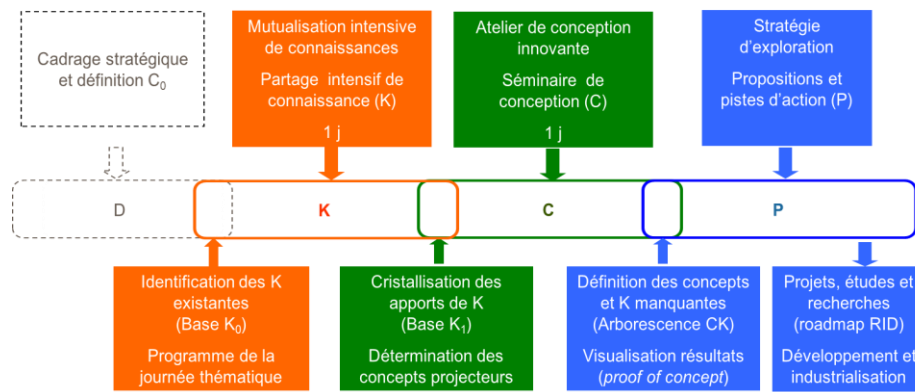 Cadrage stratégique
et définition C₀
Mutualisation intensive
de connaissances
Partage intensif de
connaissance (K)
1 j
Atelier de conception
innovante
Séminaire de
conception (C)
1 j
Stratégie
d'exploration
Propositions et
pistes d'action (P)
D
K
C
P
Identification des K
existantes
(Base K₀)
Programme de la
journée thématique
Cristallisation des
apports de K
(Base K₁)
Détermination des
concepts projecteurs
Définition des concepts
et K manquantes
(Arborescence CK)
Visualisation résultats
(proof of concept)
Projets, études et
recherches
(roadmap RID)
Développement et
industrialisation